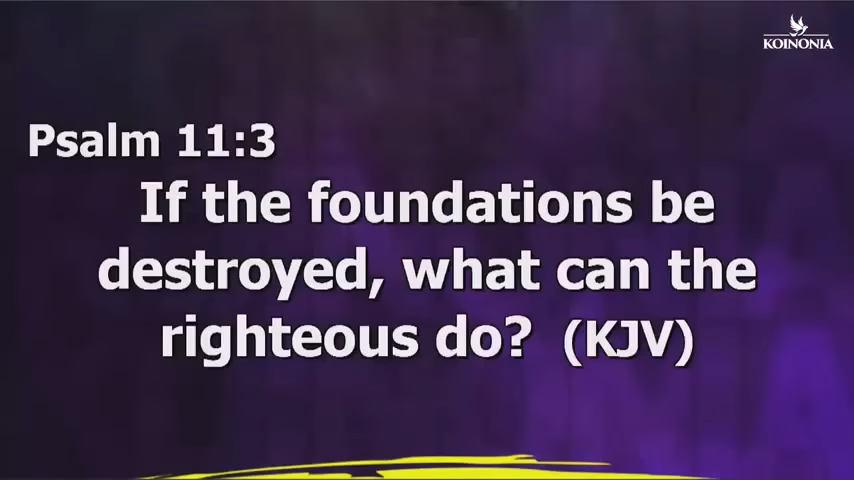 KOINONIA
Psalm 11:3
If the foundations be
destroyed, what can the
righteous do? (KJV)